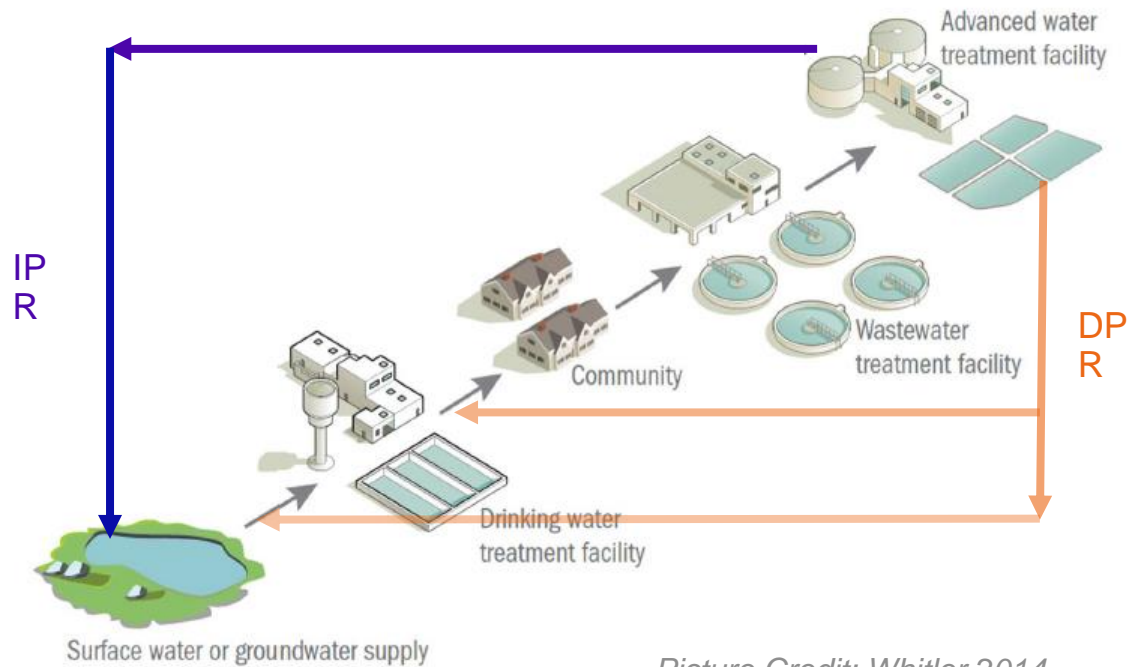 Advanced water
treatment facility
IP
R
DP
R
Wastewater
treatment facility
Community
Drinking water
treatment facility
Surface water or groundwater supply
Picture Credit: Whitler 2014